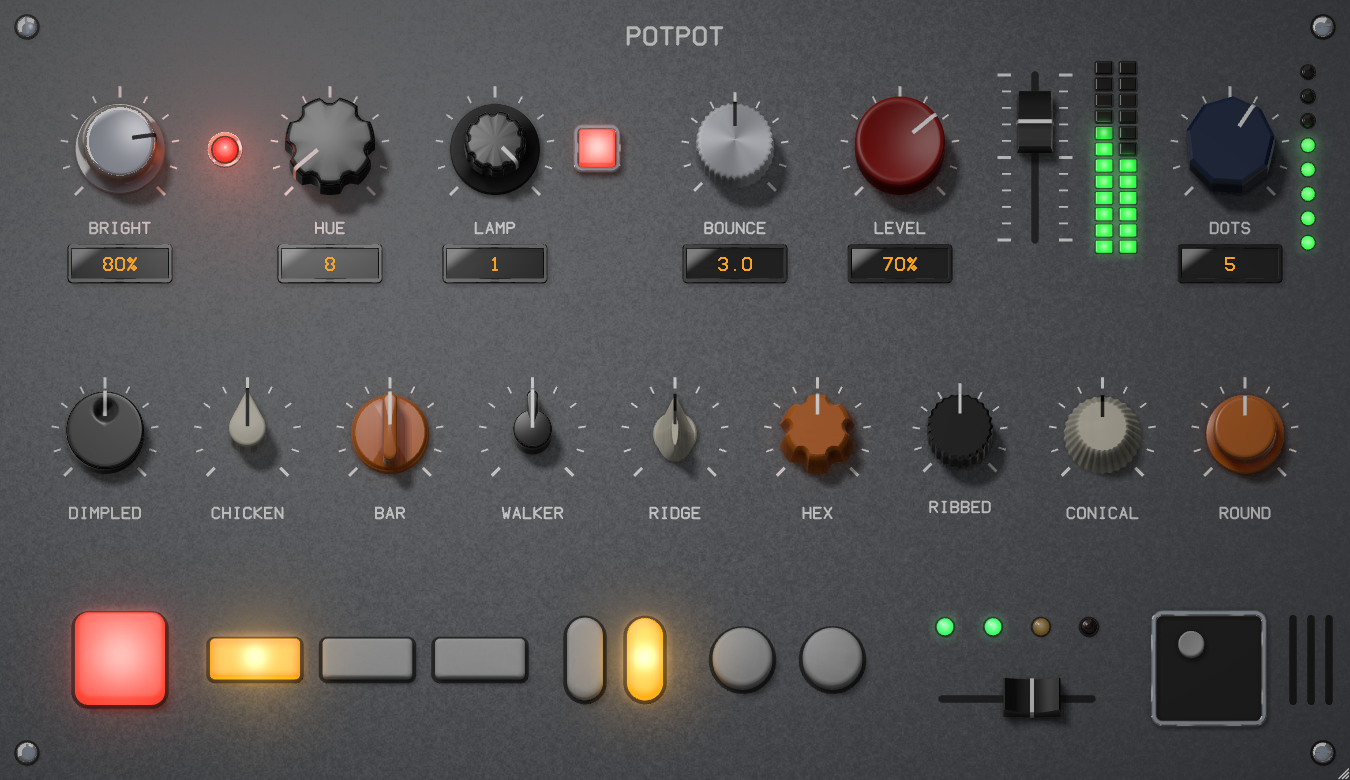 POTPOT
BRIGHT
HUE
LAMP
BOUNCE
LEVEL
DOTS
80%
8
1
3.0
70%
5
DIMPLED
CHICKEN
BAR
WALKER
RIDGE
HEX
RIBBED
CONICAL
ROUND